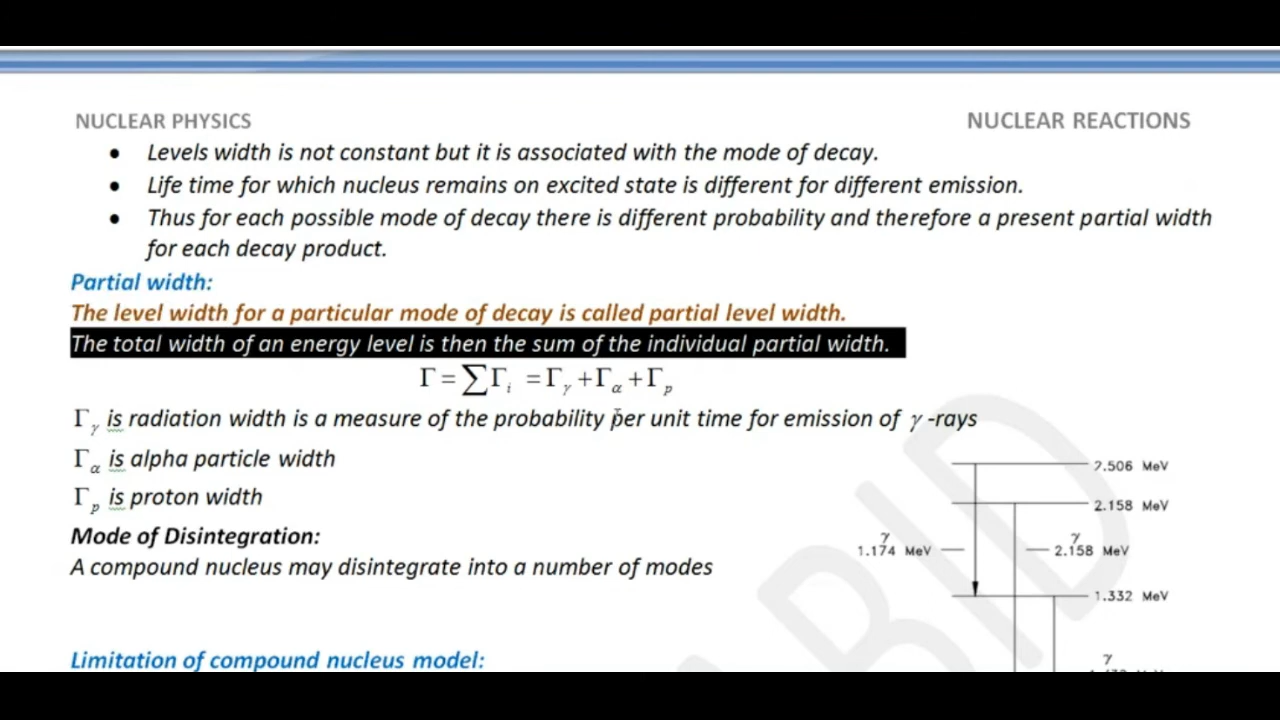 NUCLEAR PHYSICS
NUCLEAR REACTIONS
• Levels width is not constant but it is associated with the mode of decay.
• Life time for which nucleus remains on excited state is different for different emission.
• Thus for each possible mode of decay there is different probability and therefore a present partial width
for each decay product.
Partial width:
The level width for a particular mode of decay is called partial level width.
The total width of an energy level is then the sum of the individual partial width.
Γ = ∑Γᵢ = Γγ + Γα + Γp
Γγ is radiation width is a measure of the probability per unit time for emission of γ -rays
Γα is alpha particle width
Γp is proton width
Mode of Disintegration:
A compound nucleus may disintegrate into a number of modes
Limitation of compound nucleus model:
2.506 MeV
2.158 MeV
γ
1.174 MeV
γ
2.158 MeV
1.332 MeV
γ
ABID